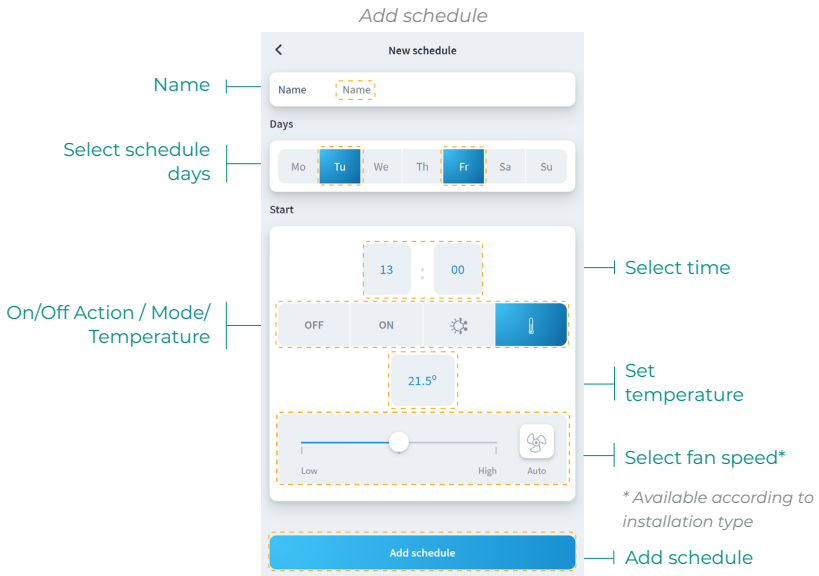 Add schedule
New schedule
Name
Name Name
Days
Select schedule
days
Mo Tu We Th Fr Sa Su
Start
13 : 00
Select time
On/Off Action / Mode/
Temperature
OFF ON
21.5º
Set
temperature
Low High Auto
Select fan speed*
* Available according to
installation type
Add schedule
Add schedule